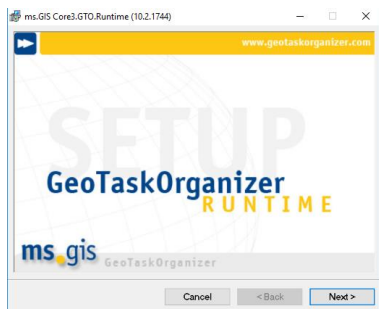 ms.GIS Core3.GTO.Runtime (10.2.1744)
www.geotaskorganizer.com
SETUP
GeoTaskOrganizer
RUNTIME
ms.gis GeoTaskOrganizer
Cancel < Back Next >